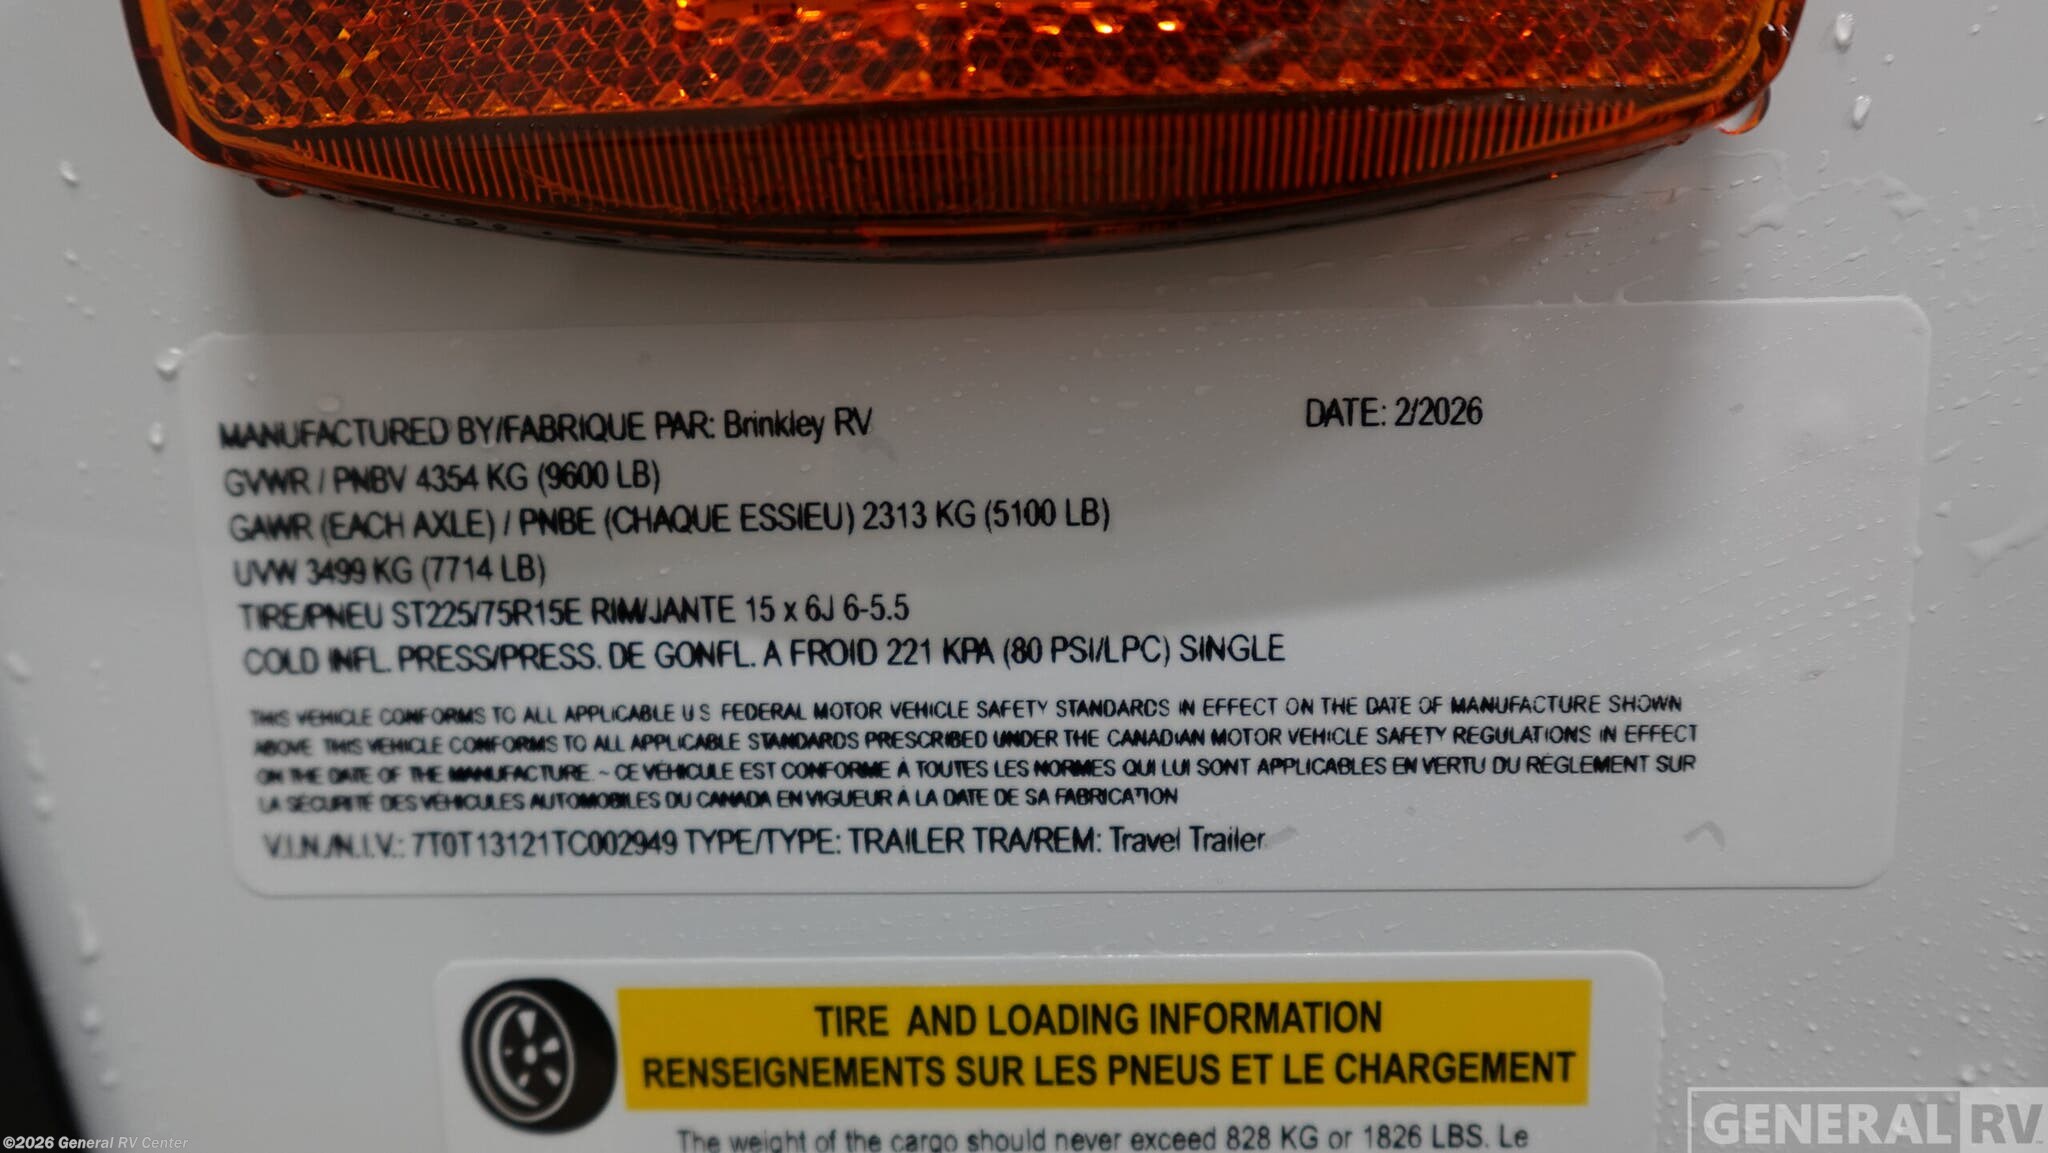 MANUFACTURED BY/FABRIQUE PAR: Brinkley RV DATE: 2/2026
GVWR / PNBV 4354 KG (9600 LB)
GAWR (EACH AXLE) / PNBE (CHAQUE ESSIEU) 2313 KG (5100 LB)
UVW 3499 KG (7714 LB)
TIRE/PNEU ST225/75R15E RIM/JANTE 15 x 6J 6-5.5
COLD INFL. PRESS/PRESS. DE GONFL. A FROID 221 KPA (80 PSI/LPC) SINGLE
THIS VEHICLE CONFORMS TO ALL APPLICABLE U S FEDERAL MOTOR VEHICLE SAFETY STANDARDS IN EFFECT ON THE DATE OF MANUFACTURE SHOWN
ABOVE. THIS VEHICLE CONFORMS TO ALL APPLICABLE STANDARDS PRESCRIBED UNDER THE CANADIAN MOTOR VEHICLE SAFETY REGULATIONS IN EFFECT
ON THE DATE OF THE MANUFACTURE. ~ CE VÉHICULE EST CONFORME À TOUTES LES NORMES QUI LUI SONT APPLICABLES EN VERTU DU RÈGLEMENT SUR
LA SÉCURITÉ DES VÉHICULES AUTOMOBILES DU CANADA EN VIGUEUR À LA DATE DE SA FABRICATION
V.I.N./N.I.V.: 7T0T13121TC002949 TYPE/TYPE: TRAILER TRA/REM: Travel Trailer
TIRE AND LOADING INFORMATION
RENSEIGNEMENTS SUR LES PNEUS ET LE CHARGEMENT
The weight of the cargo should never exceed 828 KG or 1826 LBS. Le
©2026 General RV Center
GENERAL RV